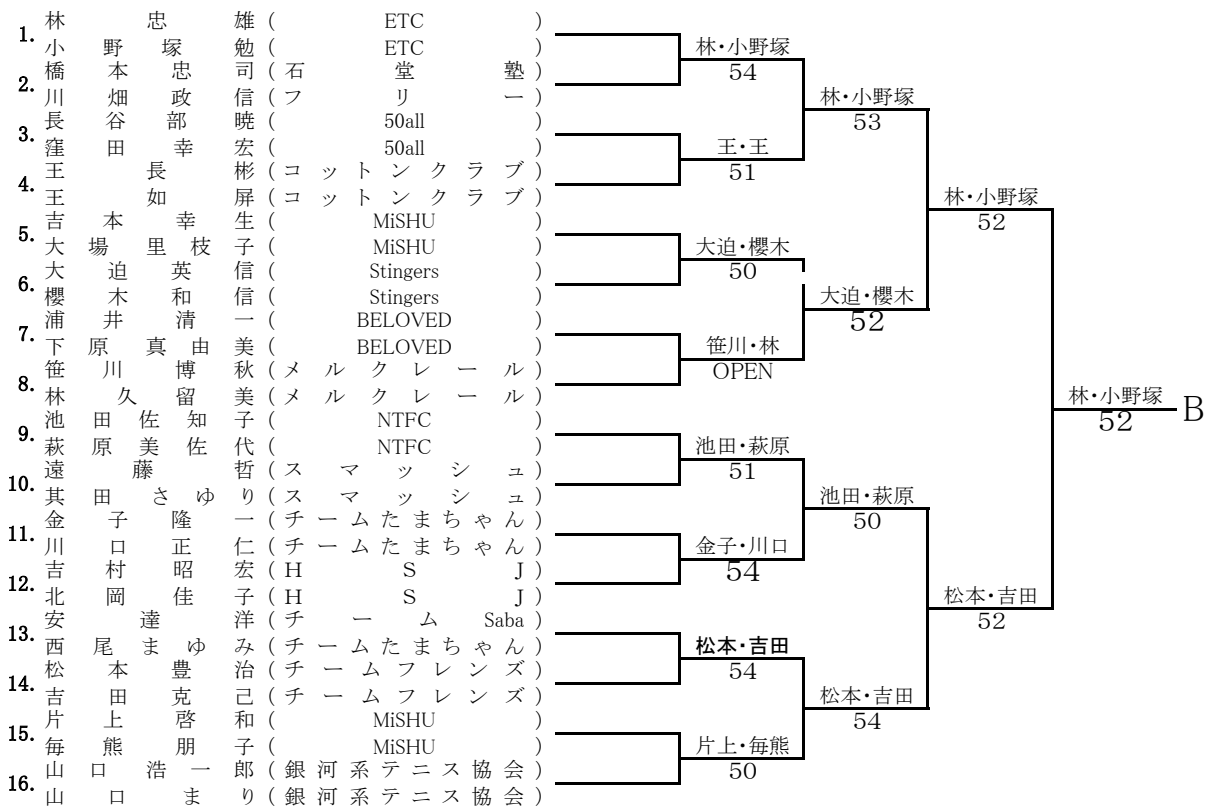 1. 林忠雄(ETC)
小野塚勉(ETC)
2. 橋本忠司(石堂塾)
川畑政信(フリー)
3. 長谷部暁(50all)
窪田幸宏(50all)
4. 王長彬(コットンクラブ)
王如屏(コットンクラブ)
5. 吉本幸生(MiSHU)
大場里枝子(MiSHU)
6. 大迫英信(Stingers)
櫻木和信(Stingers)
7. 浦井清一(BELOVED)
下原真由美(BELOVED)
8. 笹川博秋(メルクレール)
林久留美(メルクレール)
9. 池田佐知子(NTFC)
萩原美佐代(NTFC)
10. 遠藤哲(スマッシュ)
其田さゆり(スマッシュ)
11. 金子隆一(チームたまちゃん)
川口正仁(チームたまちゃん)
12. 吉村昭宏(HSJ)
北岡佳子(HSJ)
13. 安達洋(チームSaba)
西尾まゆみ(チームたまちゃん)
14. 松本豊治(チームフレンズ)
吉田克己(チームフレンズ)
15. 片上啓和(MiSHU)
毎熊朋子(MiSHU)
16. 山口浩一郎(銀河系テニス協会)
山口まり(銀河系テニス協会)
林・小野塚
54
王・王
51
大迫・櫻木
50
笹川・林
OPEN
池田・萩原
51
金子・川口
54
松本・吉田
54
片上・毎熊
50
林・小野塚
53
大迫・櫻木
52
池田・萩原
50
松本・吉田
54
林・小野塚
52
松本・吉田
52
林・小野塚
52
B